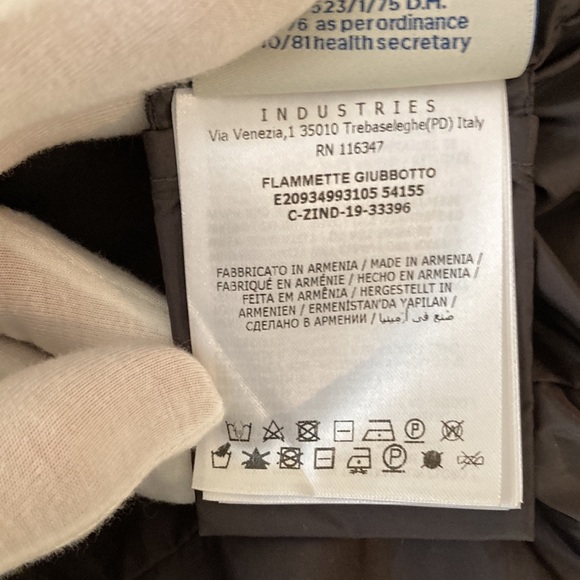 523/1/75 D.M.
/6 as per ordinance
0/81 health secretary
INDUSTRIES
Via Venezia,1 35010 Trebaseleghe(PD) Italy
RN 116347
FLAMMETTE GIUBBOTTO
E20934993105 54155
C-ZIND-19-33396
FABBRICATO IN ARMENIA / MADE IN ARMENIA /
FABRIQUÉ EN ARMÉNIE / HECHO EN ARMENIA /
FEITA EM ARMÊNIA / HERGESTELLT IN
ARMENIEN / ERMENİSTAN'DA YAPILAN /
СДЕЛАНО В АРМЕНИИ / صنع في أرمينيا
P
P